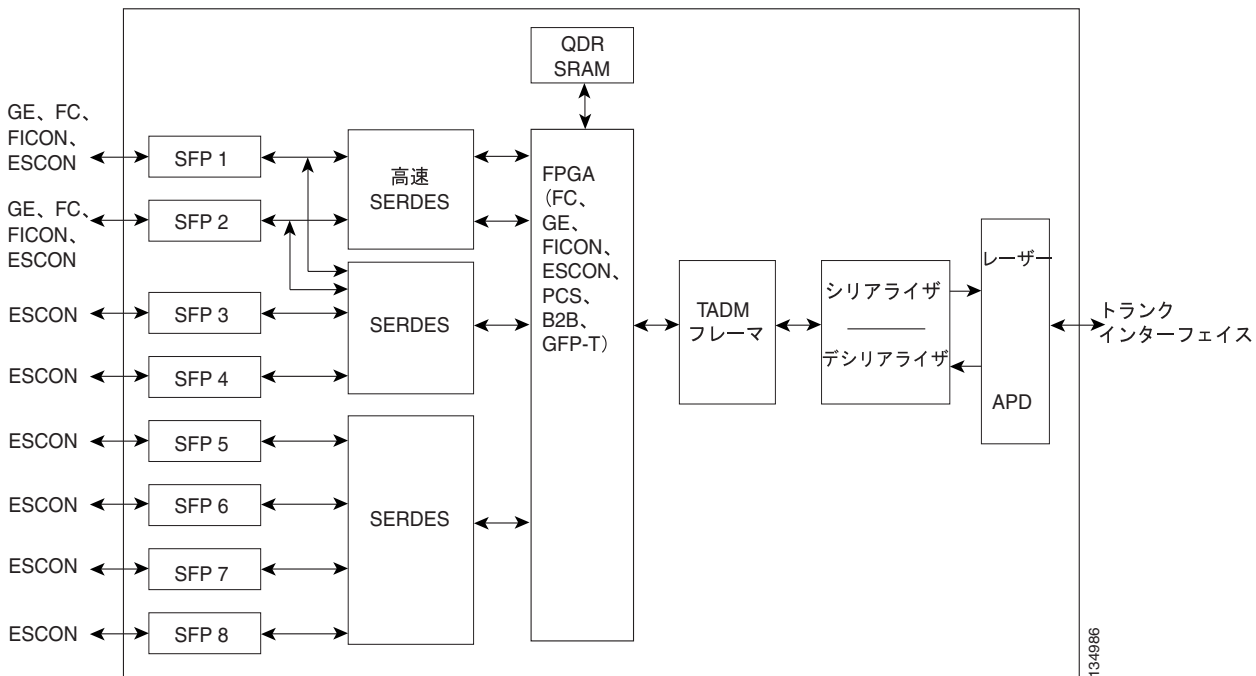 QDR
SRAM
GE、FC、
FICON、
ESCON
SFP 1
高速
SERDES
FPGA
（FC、
GE、
FICON、
ESCON、
PCS、
B2B、
GFP-T）
GE、FC、
FICON、
ESCON
SFP 2
ESCON
SFP 3
SERDES
ESCON
SFP 4
TADM
フレーマ
シリアライザ
デシリアライザ
レーザー
APD
トランク
インターフェイス
ESCON
SFP 5
ESCON
SFP 6
SERDES
ESCON
SFP 7
ESCON
SFP 8
134986